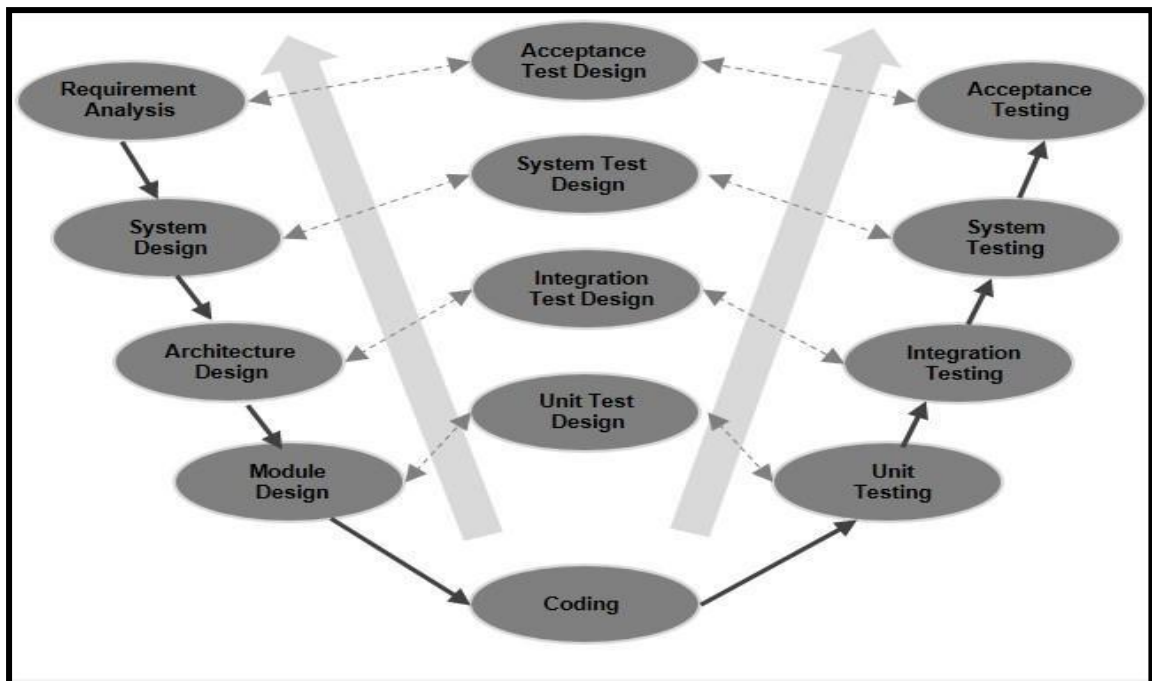 Acceptance
Test Design
Requirement
Analysis
Acceptance
Testing
System Test
Design
System
Design
System
Testing
Integration
Test Design
Architecture
Design
Integration
Testing
Unit Test
Design
Module
Design
Unit
Testing
Coding